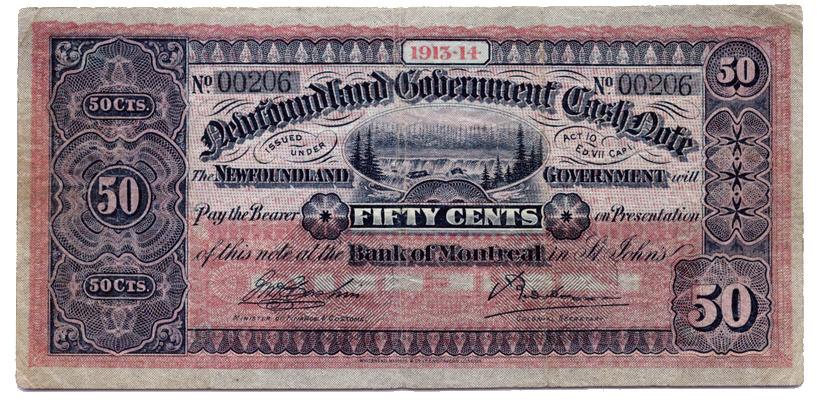 1913-14
50
Nº 00206
Nº 00206
50 CTS.
Newfoundland Government Cash Note
ISSUED UNDER
ACT 10 ED. VII CAP.
The NEWFOUNDLAND GOVERNMENT will
50
Pay the Bearer FIFTY CENTS on Presentation
of this note at the Bank of Montreal in St John's
50 CTS.
50
MINISTER OF FINANCE & CUSTOMS.
COLONIAL SECRETARY